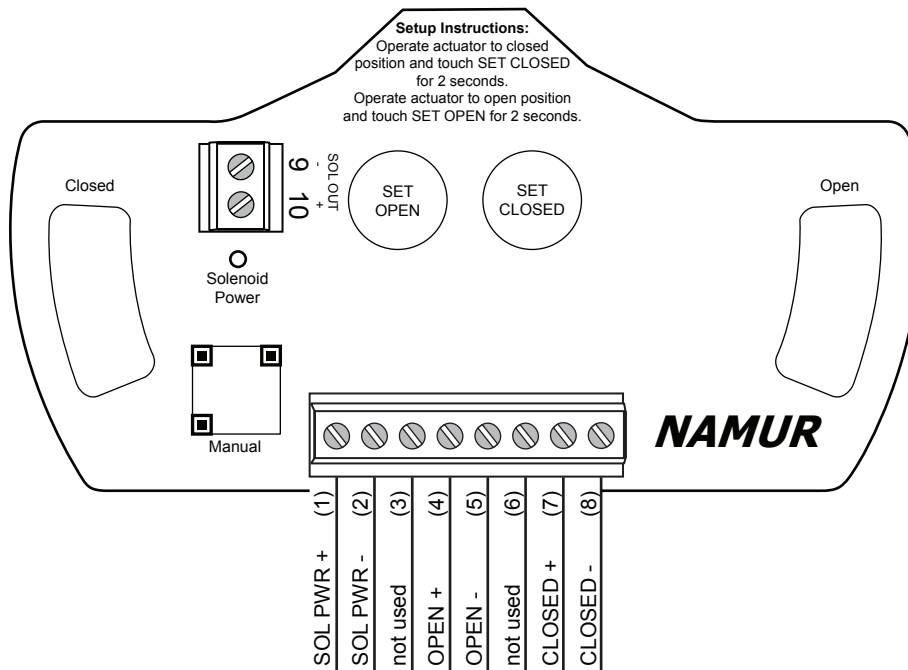 Setup Instructions:
Operate actuator to closed
position and touch SET CLOSED
for 2 seconds.
Operate actuator to open position
and touch SET OPEN for 2 seconds.
Closed
9 -
10 +
SOL OUT
SET
OPEN
SET
CLOSED
Open
Solenoid
Power
Manual
NAMUR
SOL PWR + (1)
SOL PWR - (2)
not used (3)
OPEN + (4)
OPEN - (5)
not used (6)
CLOSED + (7)
CLOSED - (8)